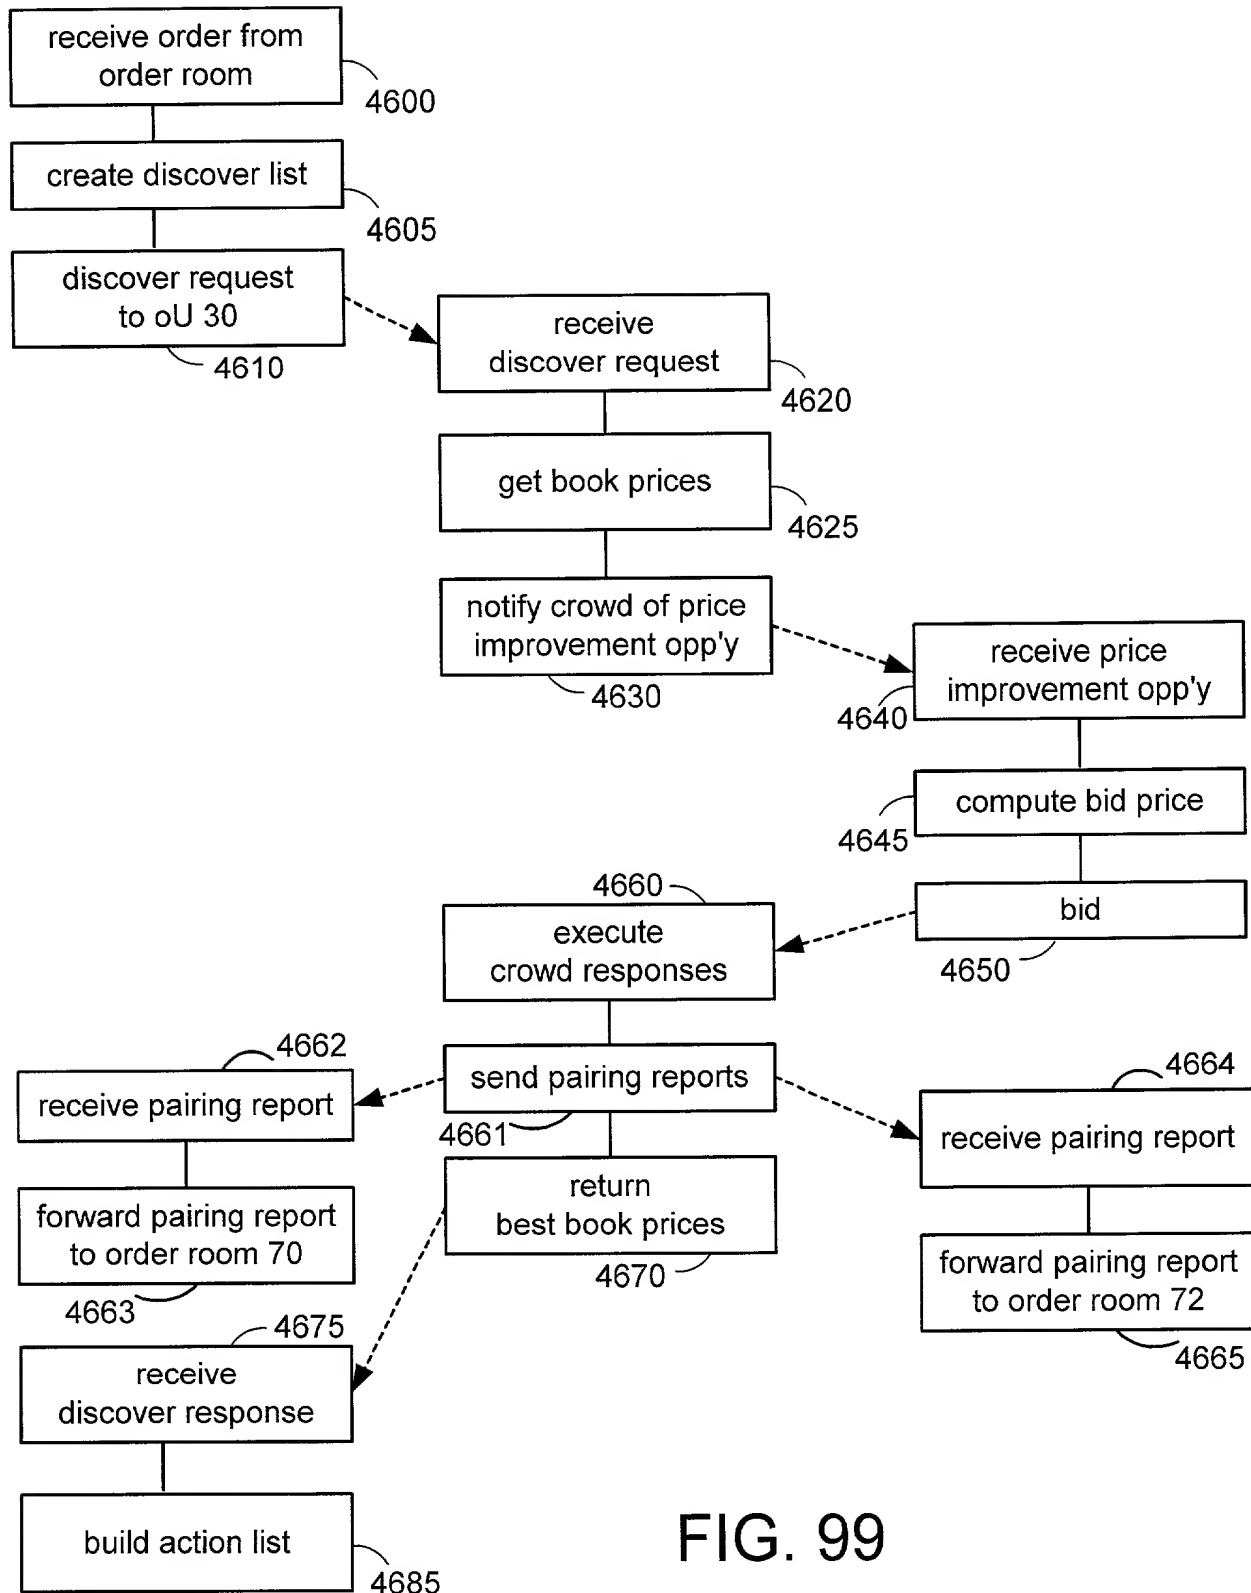 receive order from
order room
4600
create discover list
4605
discover request
to oU 30
4610
receive
discover request
4620
get book prices
4625
notify crowd of price
improvement opp'y
4630
receive price
improvement opp'y
4640
compute bid price
4645
bid
4650
4660
execute
crowd responses
4662
receive pairing report
send pairing reports
4661
4664
receive pairing report
forward pairing report
to order room 70
4663
return
best book prices
4670
forward pairing report
to order room 72
4665
4675
receive
discover response
build action list
4685
FIG. 99